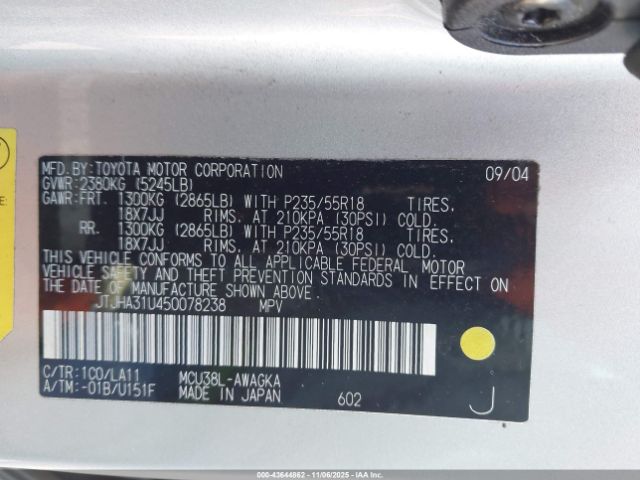 MFD.BY:TOYOTA MOTOR CORPORATION 09/04
GVWR:2380KG (5245LB)
GAWR:FRT. 1300KG (2865LB) WITH P235/55R18 TIRES,
18X7JJ RIMS, AT 210KPA (30PSI) COLD.
RR. 1300KG (2865LB) WITH P235/55R18 TIRES,
18X7JJ RIMS, AT 210KPA (30PSI) COLD.
THIS VEHICLE CONFORMS TO ALL APPLICABLE FEDERAL MOTOR
VEHICLE SAFETY AND THEFT PREVENTION STANDARDS IN EFFECT ON
THE DATE OF MANUFACTURE SHOWN ABOVE.
JTJHA31U450078238 MPV
C/TR:1C0/LA11 MCU38L-AWAGKA
A/TM:-01B/U151F MADE IN JAPAN 602 J
000-43644862 - 11/06/2025 - IAAI.com